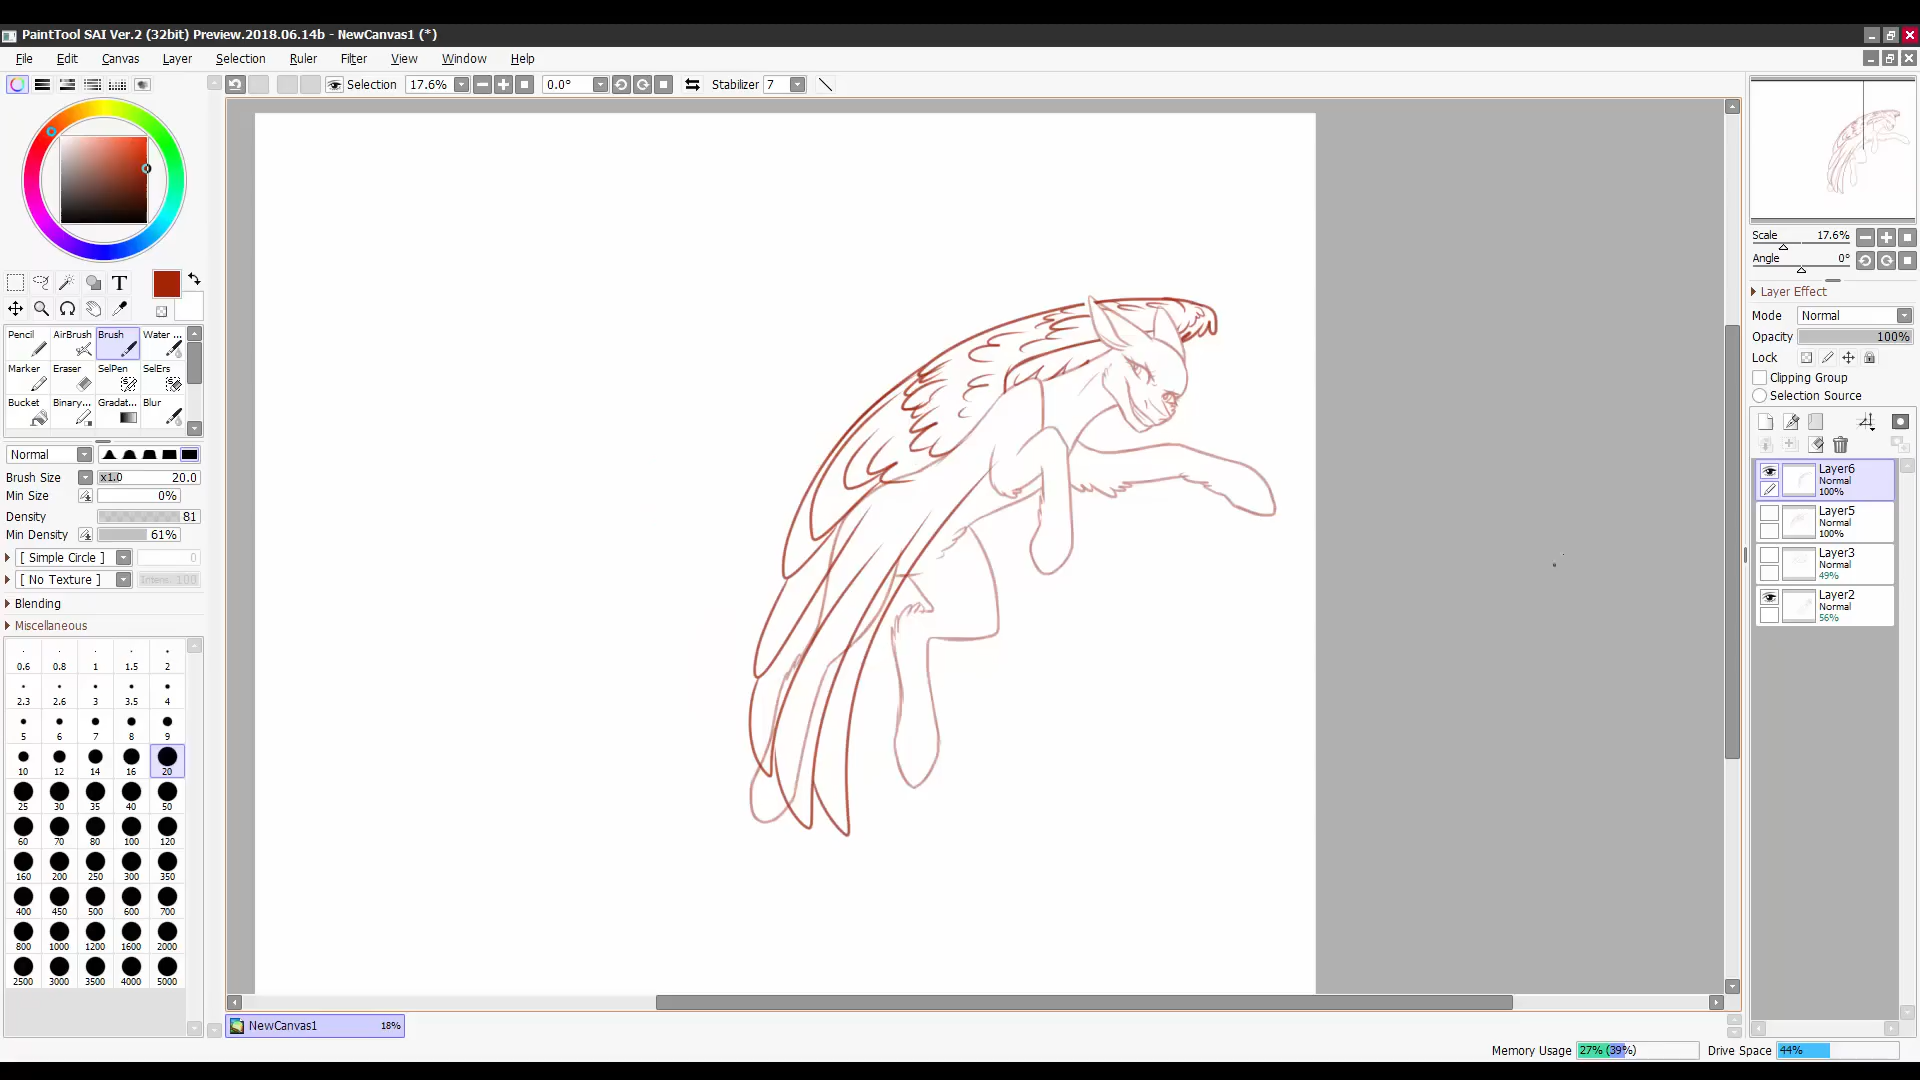 PaintTool SAI Ver.2 (32bit) Preview.2018.06.14b - NewCanvas1 (*)
File Edit Canvas Layer Selection Ruler Filter View Window Help
Selection 17.6% 0.0° Stabilizer 7
Scale 17.6%
Angle 0°
Layer Effect
Mode Normal
Opacity 100%
Lock
Clipping Group
Selection Source
T
Pencil AirBrush Brush Water ...
Marker Eraser SelPen SelErs
Bucket Binary... Gradat... Blur
Normal
Brush Size x1.0 20.0
Min Size 0%
Density 81
Min Density 61%
[ Simple Circle ] 0
[ No Texture ] Intens. 100
Blending
Miscellaneous
0.6 0.8 1 1.5 2
2.3 2.6 3 3.5 4
5 6 7 8 9
10 12 14 16 20
25 30 35 40 50
60 70 80 100 120
160 200 250 300 350
400 450 500 600 700
800 1000 1200 1600 2000
2500 3000 3500 4000 5000
Layer6
Normal
100%
Layer5
Normal
100%
Layer3
Normal
49%
Layer2
Normal
56%
NewCanvas1 18%
Memory Usage 27% (39%) Drive Space 44%